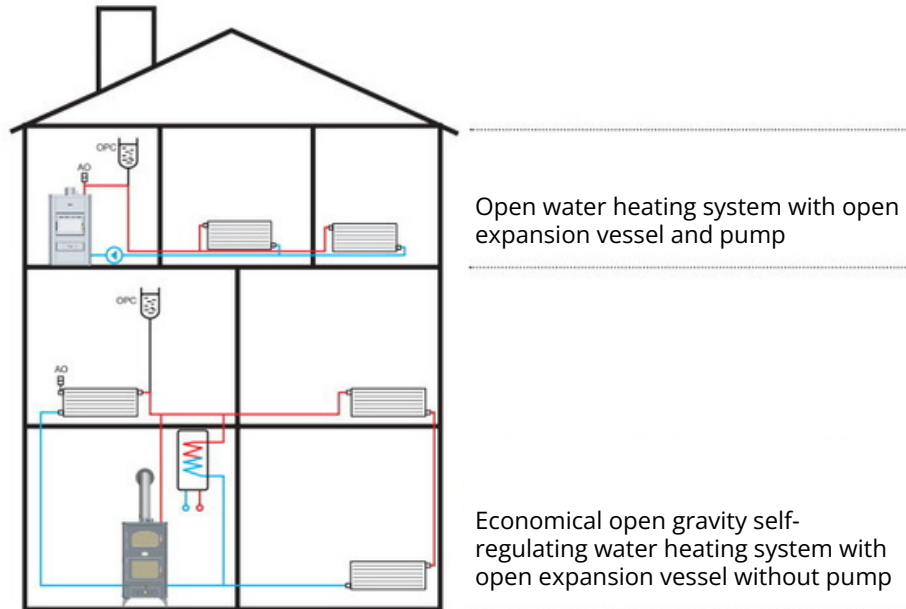 OPC
AO
Open water heating system with open
expansion vessel and pump
OPC
AO
Economical open gravity self-
regulating water heating system with
open expansion vessel without pump